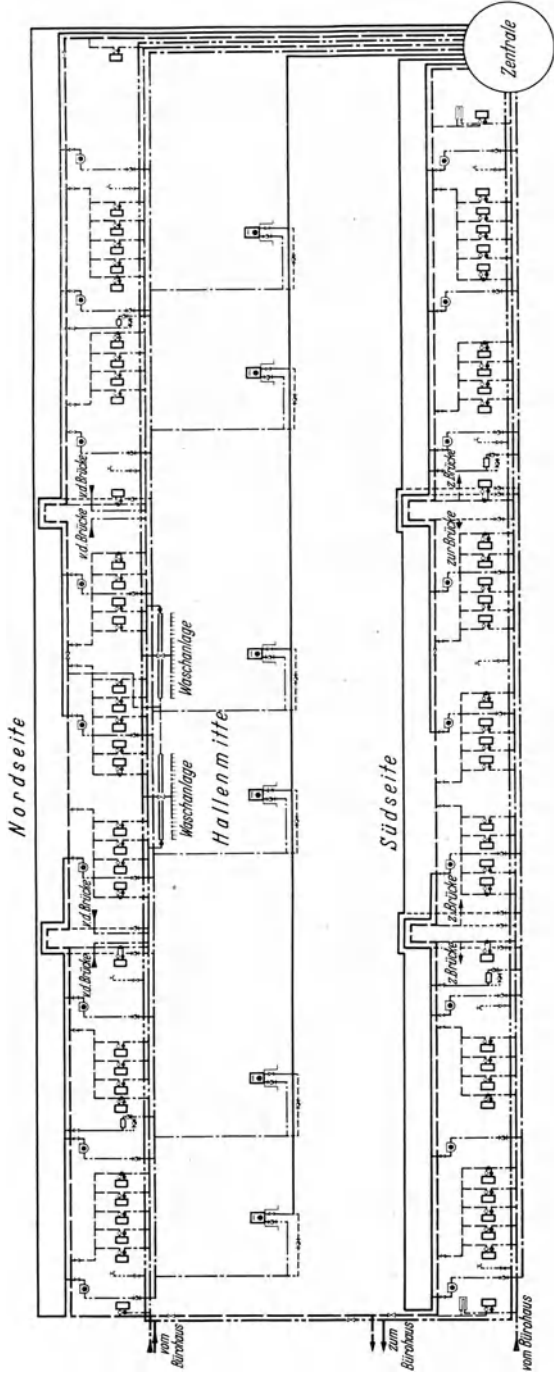 Nordseite
v.d.Brücke
v.d.Brücke
v.d.Brücke
v.d.Brücke
Waschanlage
Waschanlage
Hallenmitte
Südseite
z.Brücke
z.Brücke
zur Brücke
z.Brücke
Zentrale
vom
Bürohaus
zum
Bürohaus
vom Bürohaus